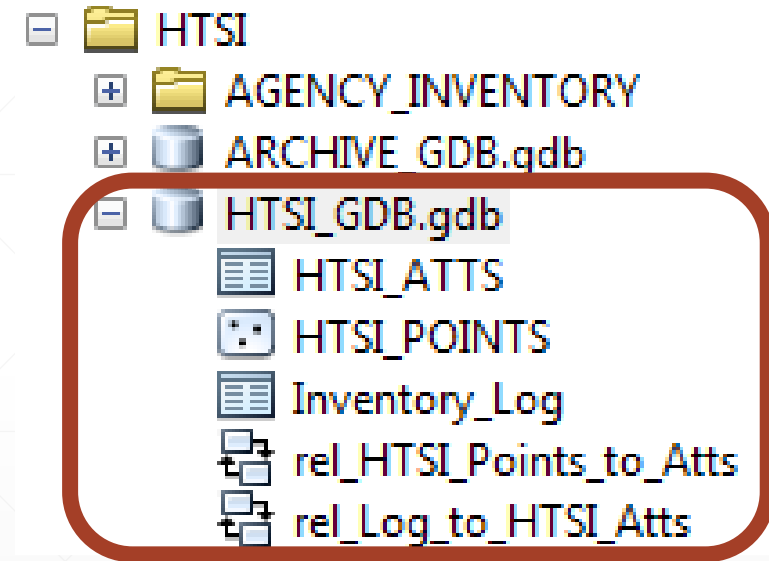 HTSI
AGENCY_INVENTORY
ARCHIVE_GDB.gdb
HTSI_GDB.gdb
HTSI_ATTS
HTSI_POINTS
Inventory_Log
rel_HTSI_Points_to_Atts
rel_Log_to_HTSI_Atts